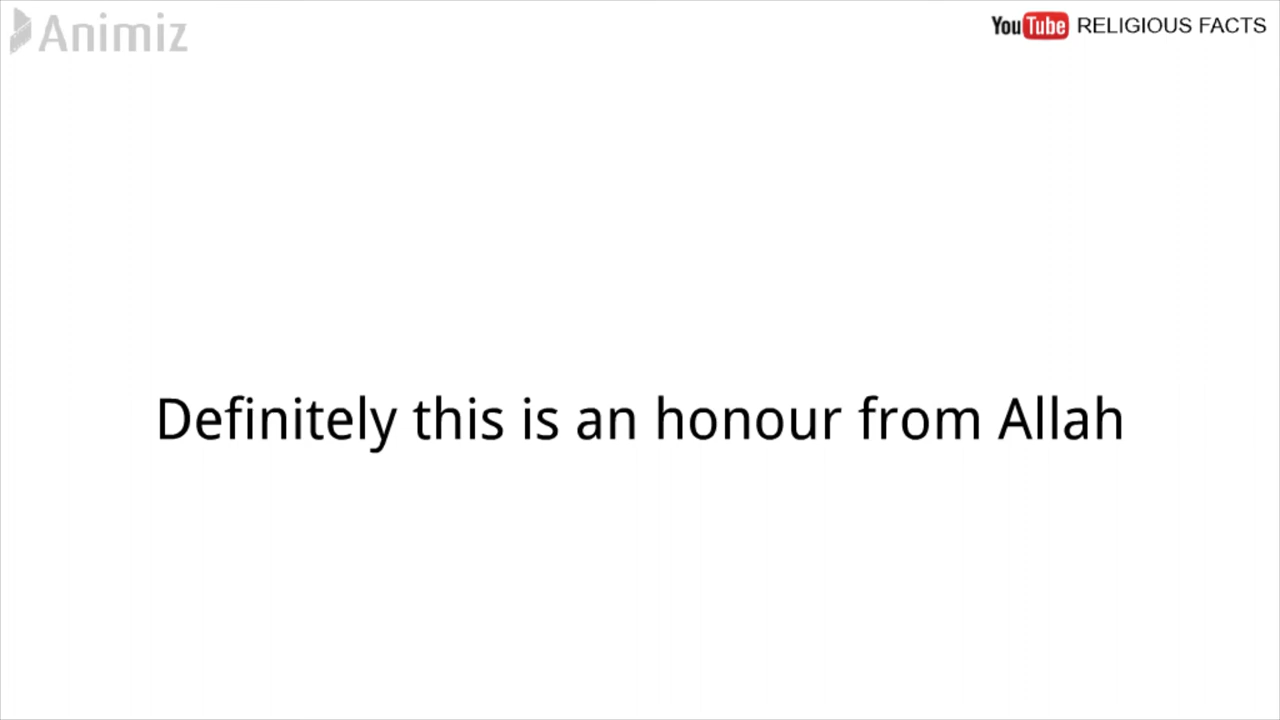 Animiz
YouTube RELIGIOUS FACTS
Definitely this is an honour from Allah